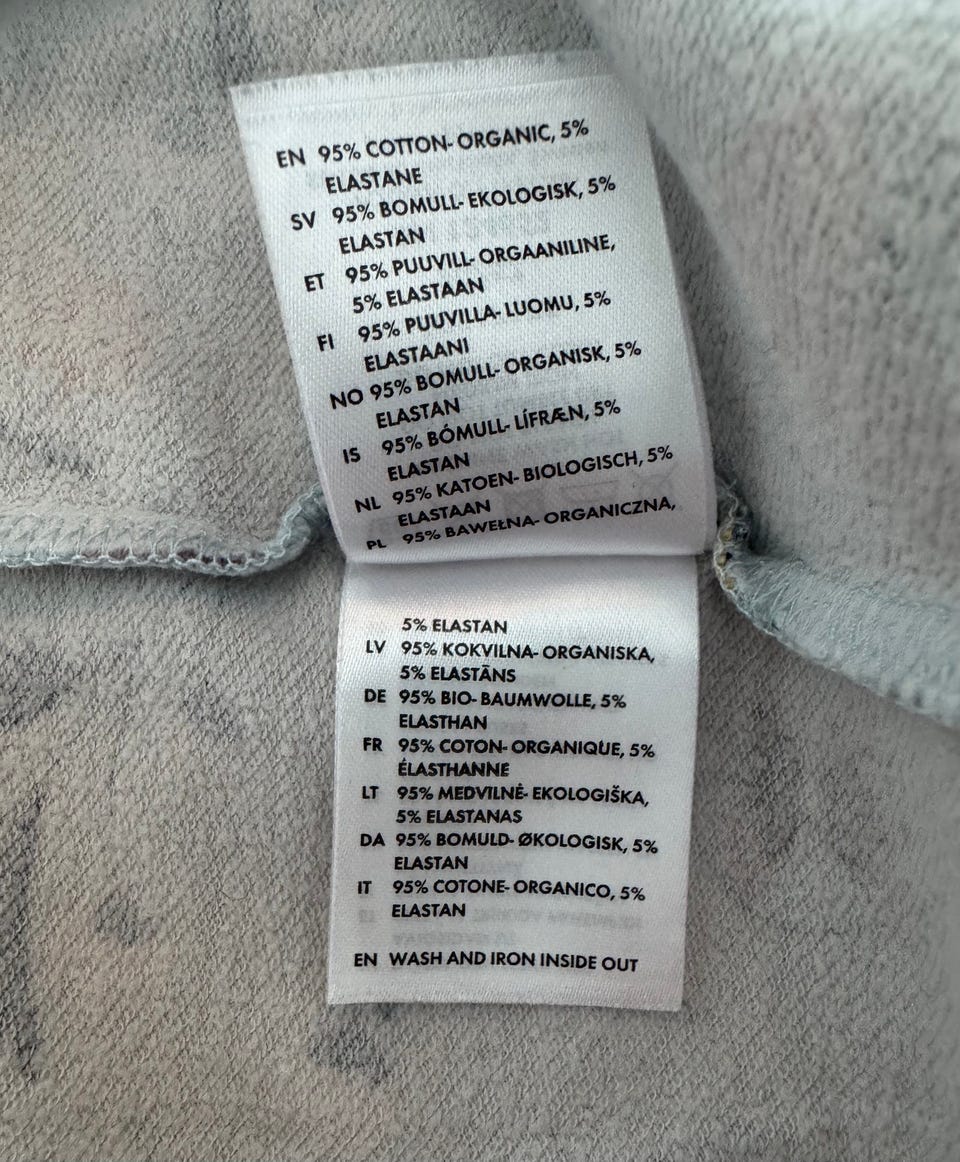 EN 95% COTTON- ORGANIC, 5%
ELASTANE
SV 95% BOMULL- EKOLOGISK, 5%
ELASTAN
ET 95% PUUVILL- ORGAANILINE,
5% ELASTAAN
FI 95% PUUVILLA- LUOMU, 5%
ELASTAANI
NO 95% BOMULL- ORGANISK, 5%
ELASTAN
IS 95% BÓMULL- LÍFRÆN, 5%
ELASTAN
NL 95% KATOEN- BIOLOGISCH, 5%
ELASTAAN
PL 95% BAWEŁNA- ORGANICZNA,
5% ELASTAN
LV 95% KOKVILNA- ORGANISKA,
5% ELASTĀNS
DE 95% BIO- BAUMWOLLE, 5%
ELASTHAN
FR 95% COTON- ORGANIQUE, 5%
ÉLASTHANNE
LT 95% MEDVILNĖ- EKOLOGIŠKA,
5% ELASTANAS
DA 95% BOMULD- ØKOLOGISK, 5%
ELASTAN
IT 95% COTONE- ORGANICO, 5%
ELASTAN
EN WASH AND IRON INSIDE OUT